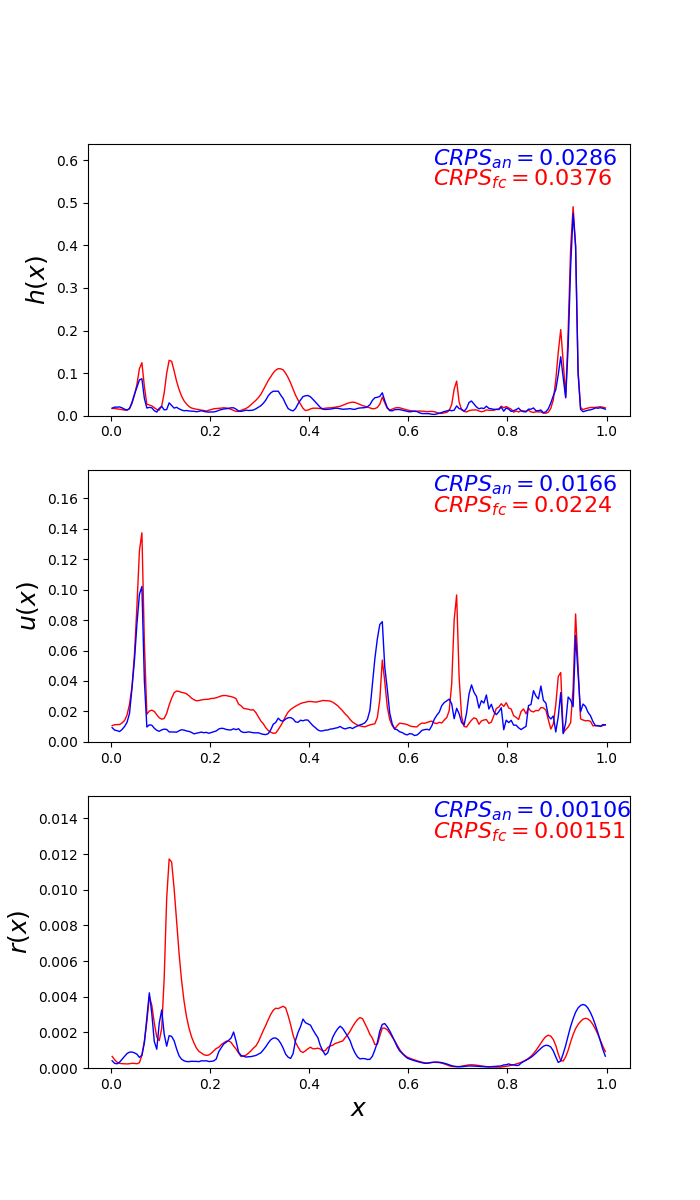 CRPS_an = 0.0286
CRPS_fc = 0.0376
h(x)
0.6
0.5
0.4
0.3
0.2
0.1
0.0
0.0 0.2 0.4 0.6 0.8 1.0
CRPS_an = 0.0166
CRPS_fc = 0.0224
u(x)
0.16
0.14
0.12
0.10
0.08
0.06
0.04
0.02
0.00
0.0 0.2 0.4 0.6 0.8 1.0
CRPS_an = 0.00106
CRPS_fc = 0.00151
r(x)
0.014
0.012
0.010
0.008
0.006
0.004
0.002
0.000
0.0 0.2 0.4 0.6 0.8 1.0
x